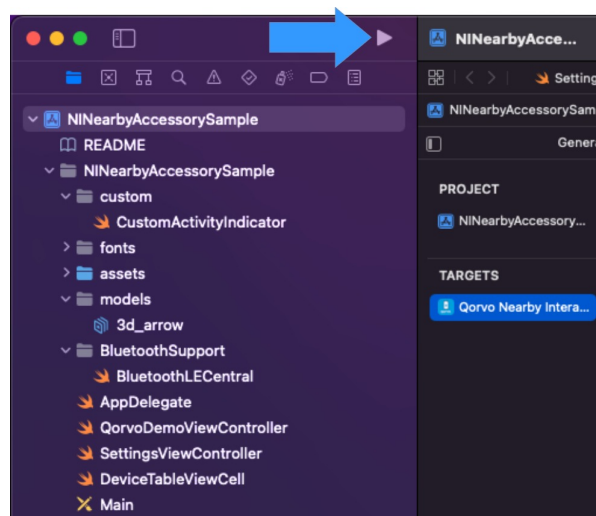 NINearbyAcce...
Setting
NINearbyAccessorySample
NINearbyAccessorySam
README
Genera
NINearbyAccessorySample
PROJECT
custom
CustomActivityIndicator
NINearbyAccessory...
fonts
assets
TARGETS
models
Qorvo Nearby Intera...
3d_arrow
BluetoothSupport
BluetoothLECentral
AppDelegate
QorvoDemoViewController
SettingsViewController
DeviceTableViewCell
Main